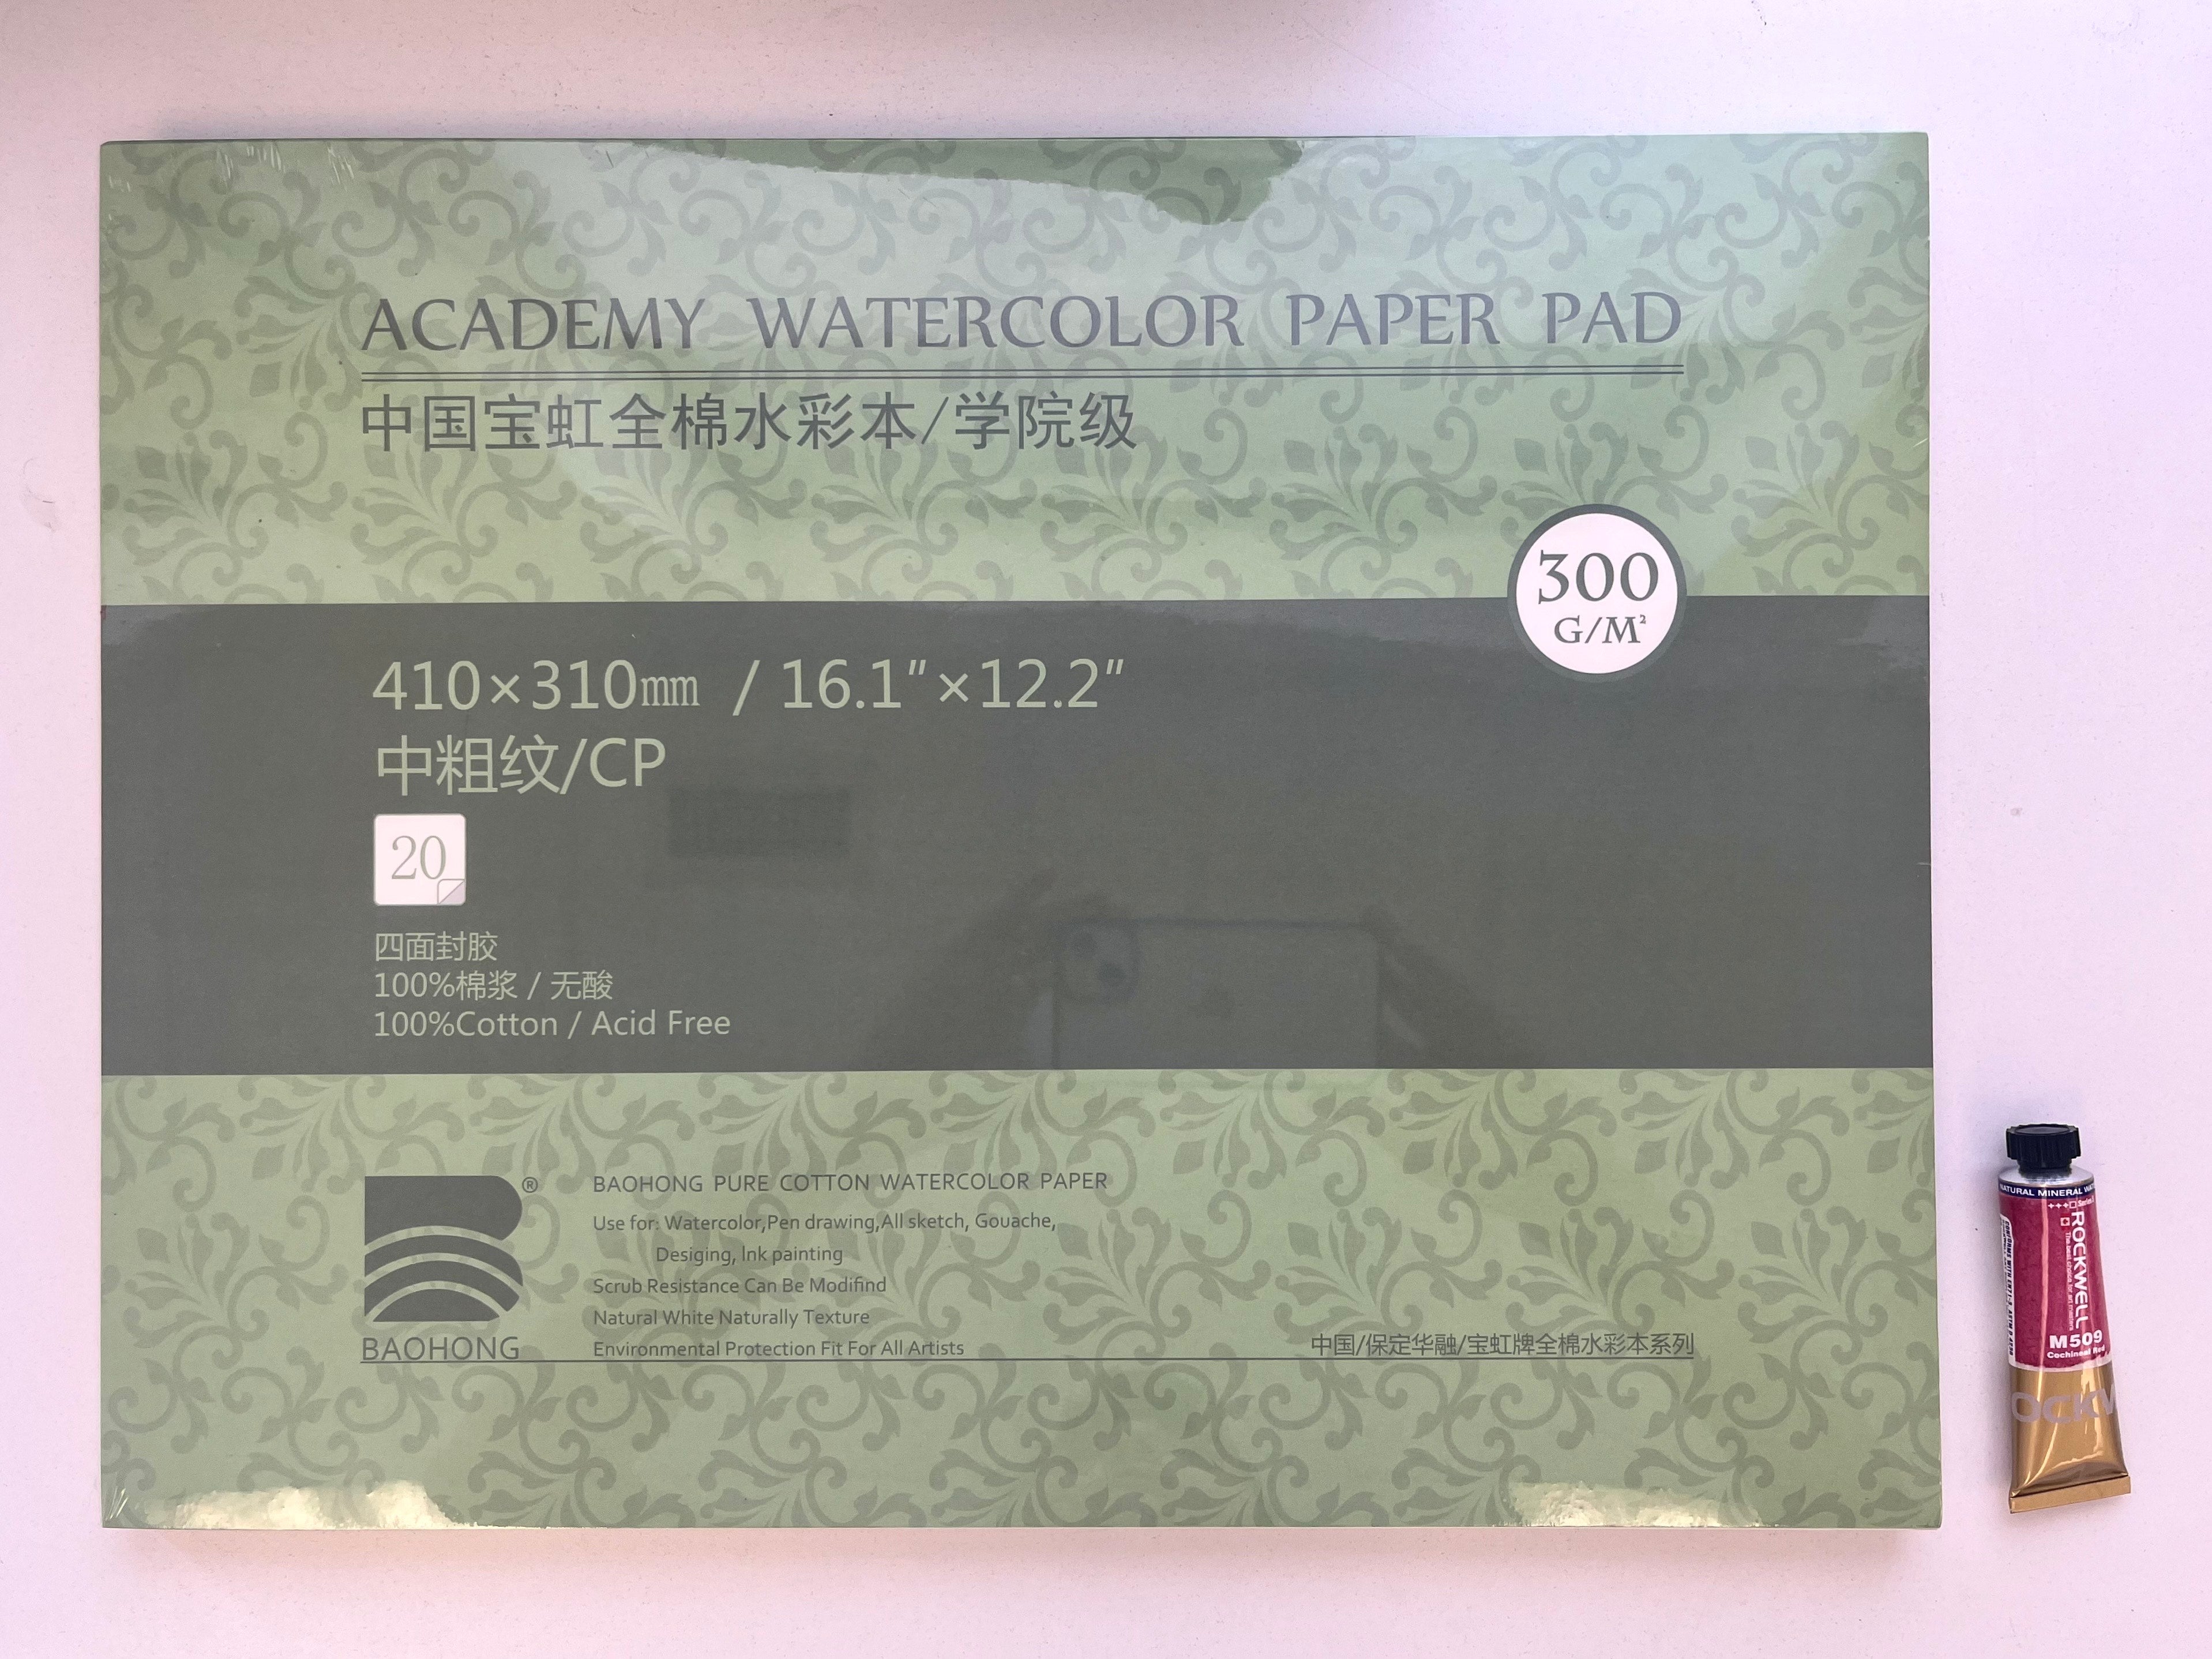 ACADEMY WATERCOLOR PAPER PAD
中国宝虹全棉水彩本/学院级
300
G/M²
410×310mm / 16.1"×12.2"
中粗纹/CP
20
四面封胶
100%棉浆 / 无酸
100%Cotton / Acid Free
®
BAOHONG
BAOHONG PURE COTTON WATERCOLOR PAPER
Use for: Watercolor,Pen drawing,All sketch, Gouache,
Desiging, Ink painting
Scrub Resistance Can Be Modifind
Natural White Naturally Texture
Environmental Protection Fit For All Artists
中国/保定华融/宝虹牌全棉水彩本系列
NATURAL MINERAL
ROCKWELL
M509
Cochineal Red